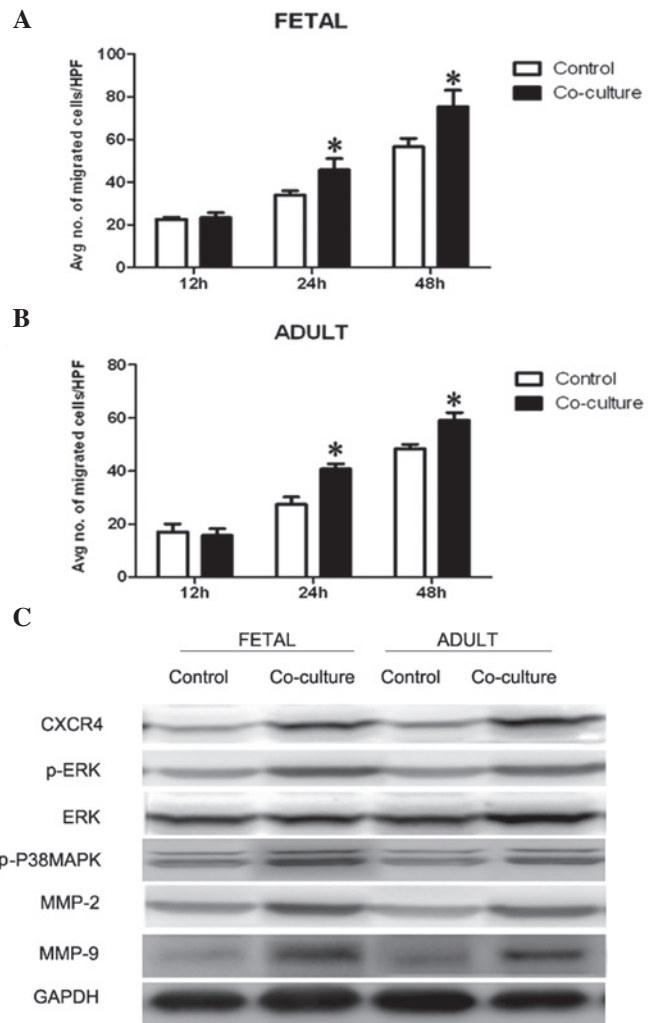 A
FETAL
Avg no. of migrated cells/HPF
100
80
60
40
20
0
*
*
12h
24h
48h
Control
Co-culture
B
ADULT
Avg no. of migrated cells/HPF
80
60
40
20
0
*
*
12h
24h
48h
Control
Co-culture
C
FETAL ADULT
Control Co-culture Control Co-culture
CXCR4
p-ERK
ERK
p-P38MAPK
MMP-2
MMP-9
GAPDH